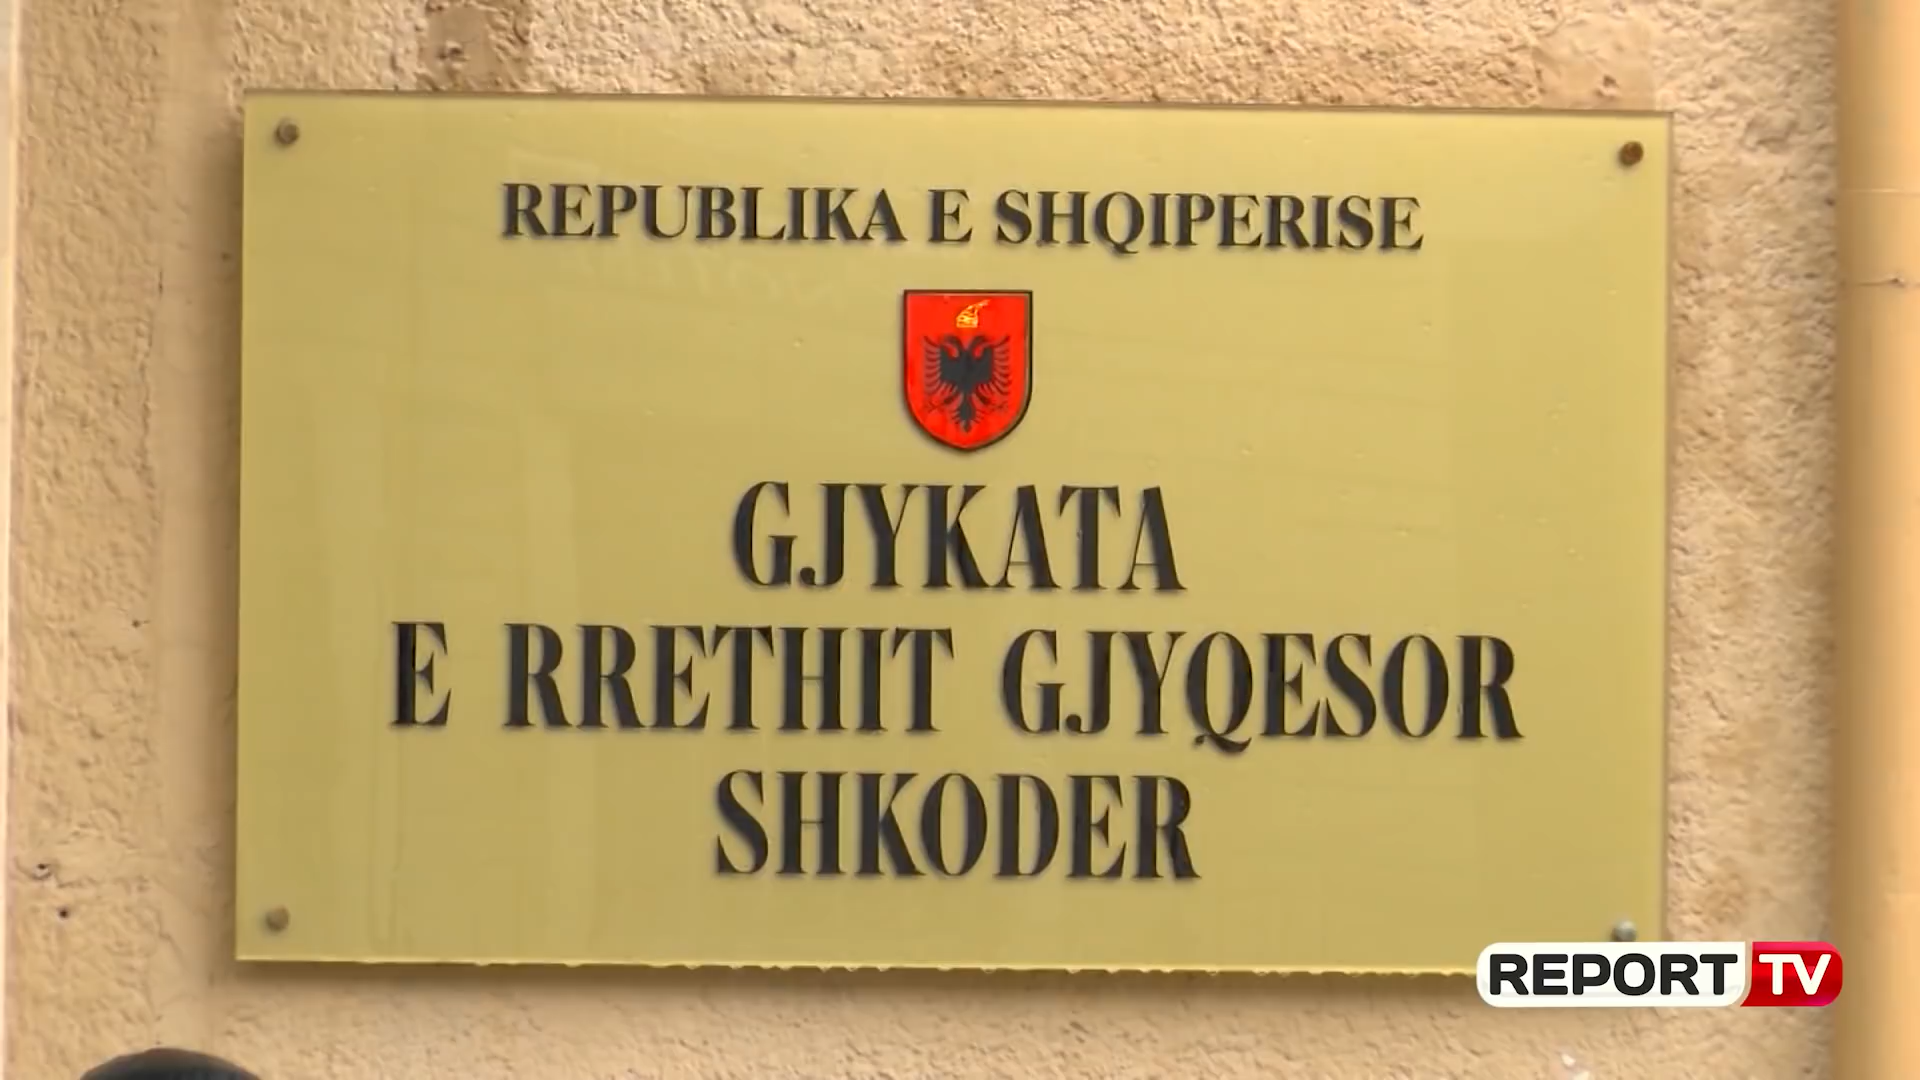 REPUBLIKA E SHQIPERISE
GJYKATA
E RRETHIT GJYQESOR
SHKODER
REPORT TV